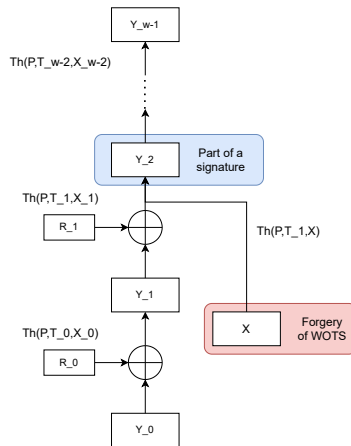 Y_w-1
Th(P,T_w-2,X_w-2)
Y_2
Part of a
signature
Th(P,T_1,X_1)
R_1
Th(P,T_1,X)
Y_1
X
Forgery
of WOTS
Th(P,T_0,X_0)
R_0
Y_0